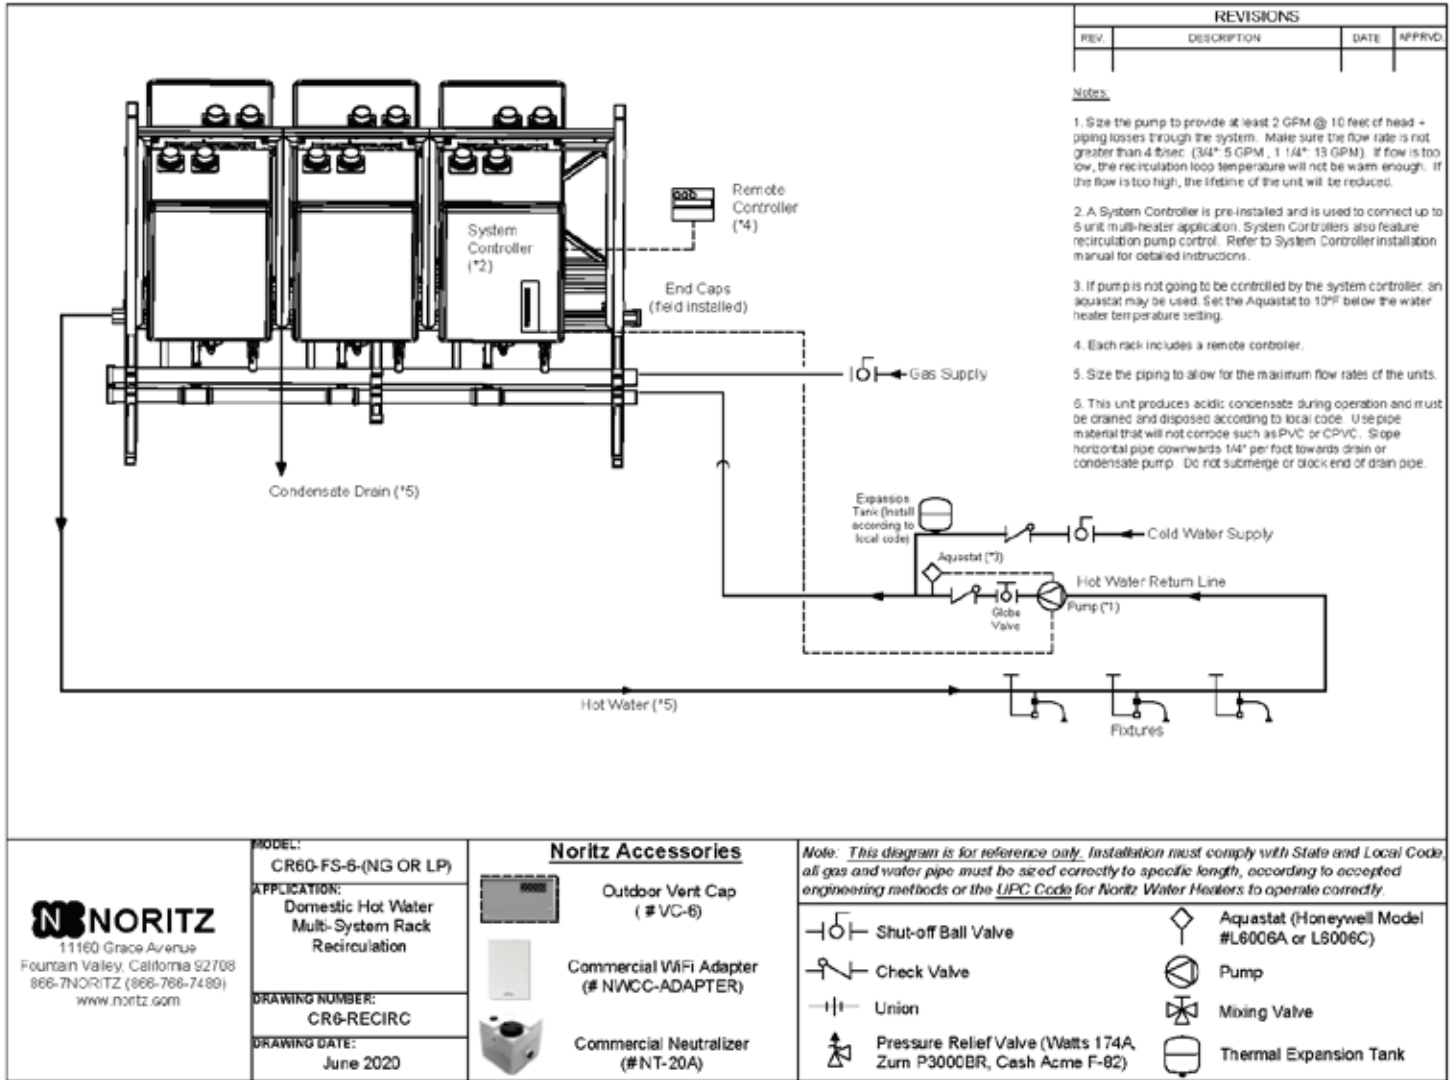 REVISIONS
REV. DESCRIPTION DATE APPRVD.
Notes:
1. Size the pump to provide at least 2 GPM @ 10 feet of head +
piping losses through the system. Make sure the flow rate is not
greater than 4 ft/sec. (3/4": 5 GPM , 1 1/4": 13 GPM). If flow is too
low, the recirculation loop temperature will not be warm enough. If
the flow is too high, the lifetime of the unit will be reduced.
2. A System Controller is pre-installed and is used to connect up to
6 unit multi-heater application. System Controllers also feature
recirculation pump control. Refer to System Controller installation
manual for detailed instructions.
3. If pump is not going to be controlled by the system controller, an
aquastat may be used. Set the Aquastat to 10°F below the water
heater temperature setting.
4. Each rack includes a remote controller.
5. Size the piping to allow for the maximum flow rates of the units.
6. This unit produces acidic condensate during operation and must
be drained and disposed according to local code. Use pipe
material that will not corrode such as PVC or CPVC. Slope
horizontal pipe downwards 1/4" per foot towards drain or
condensate pump. Do not submerge or block end of drain pipe.
Remote
Controller
(*4)
System
Controller
(*2)
End Caps
(field installed)
Gas Supply
Condensate Drain (*5)
Expansion
Tank (Install
according to
local code)
Cold Water Supply
Aquastat (*3)
Hot Water Return Line
Globe
Valve
Pump (*1)
Hot Water (*5)
Fixtures
NORITZ
11160 Grace Avenue
Fountain Valley, California 92708
866-7NORITZ (866-766-7489)
www.noritz.com
MODEL:
CR60-FS-6-(NG OR LP)
APPLICATION:
Domestic Hot Water
Multi-System Rack
Recirculation
DRAWING NUMBER:
CR6-RECIRC
DRAWING DATE:
June 2020
Noritz Accessories
Outdoor Vent Cap
( # VC-6)
Commercial WiFi Adapter
(# NWCC-ADAPTER)
Commercial Neutralizer
(#NT-20A)
Note: This diagram is for reference only. Installation must comply with State and Local Code,
all gas and water pipe must be sized correctly to specific length, according to accepted
engineering methods or the UPC Code for Noritz Water Heaters to operate correctly.
Shut-off Ball Valve
Check Valve
Union
Pressure Relief Valve (Watts 174A,
Zurn P3000BR, Cash Acme F-82)
Aquastat (Honeywell Model
#L6006A or L6006C)
Pump
Mixing Valve
Thermal Expansion Tank